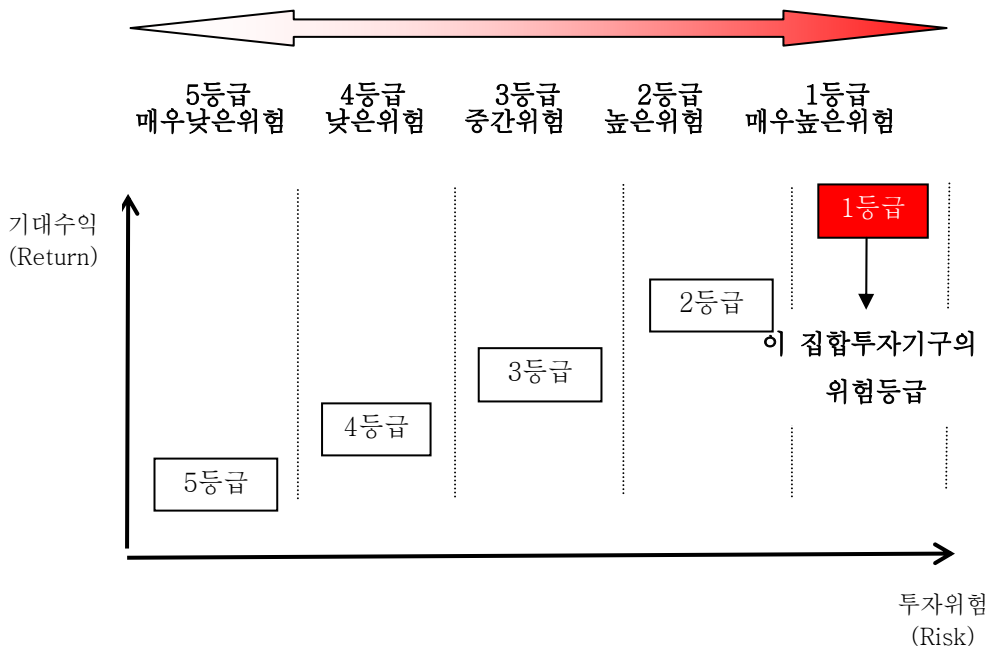 5등급 4등급 3등급 2등급 1등급
매우낮은위험 낮은위험 중간위험 높은위험 매우높은위험
기대수익
(Return)
1등급
2등급
이 집합투자기구의
위험등급
3등급
4등급
5등급
투자위험
(Risk)